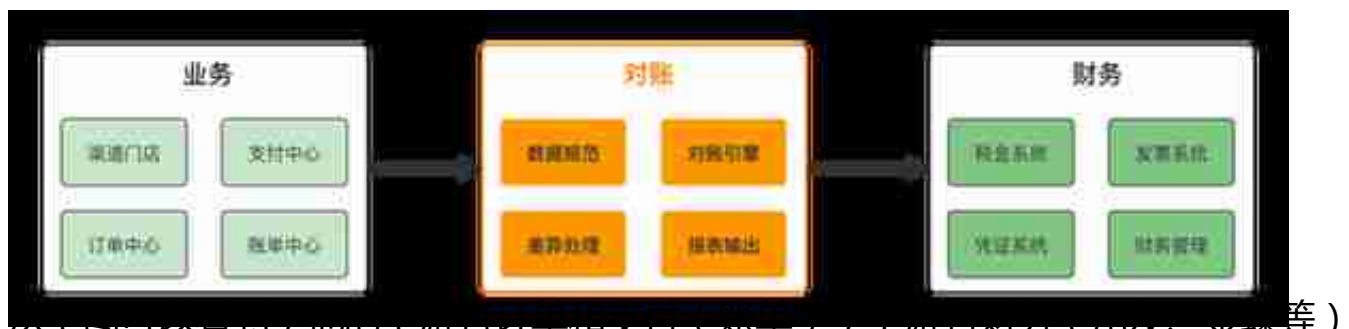 业务
对账
财务
渠道门店
支付中心
数据规范
对账引擎
税金系统
发票系统
订单中心
账单中心
差异处理
报表输出
凭证系统
财务管理
等）